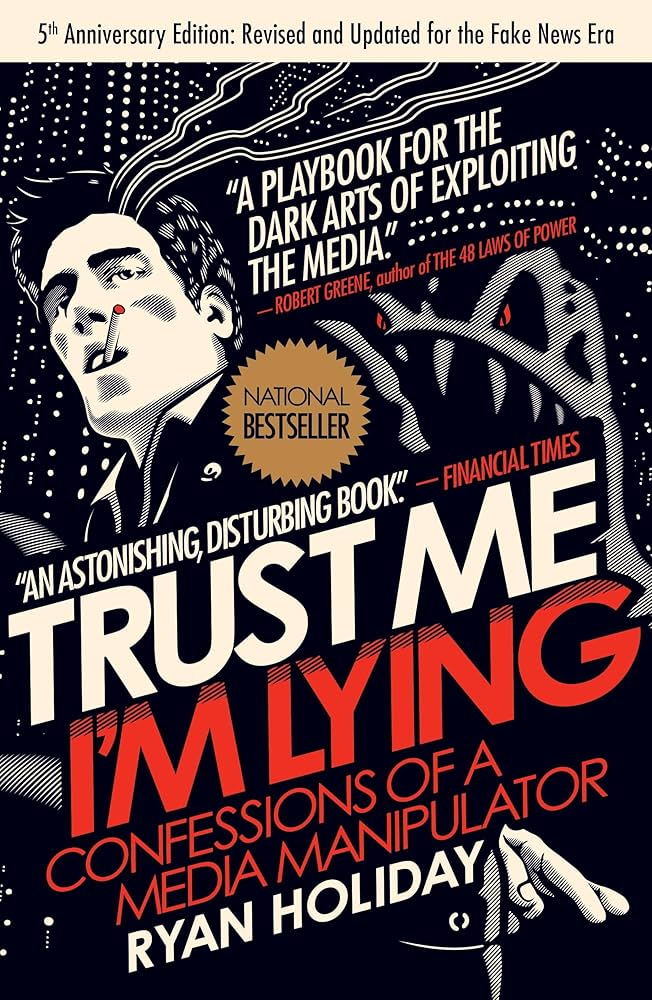 5th Anniversary Edition: Revised and Updated for the Fake News Era
“A PLAYBOOK FOR THE
DARK ARTS OF EXPLOITING
THE MEDIA.”
— ROBERT GREENE, author of THE 48 LAWS OF POWER
NATIONAL
BESTSELLER
“AN ASTONISHING, DISTURBING BOOK.” — FINANCIAL TIMES
TRUST ME
I’M LYING
CONFESSIONS OF A
MEDIA MANIPULATOR
RYAN HOLIDAY